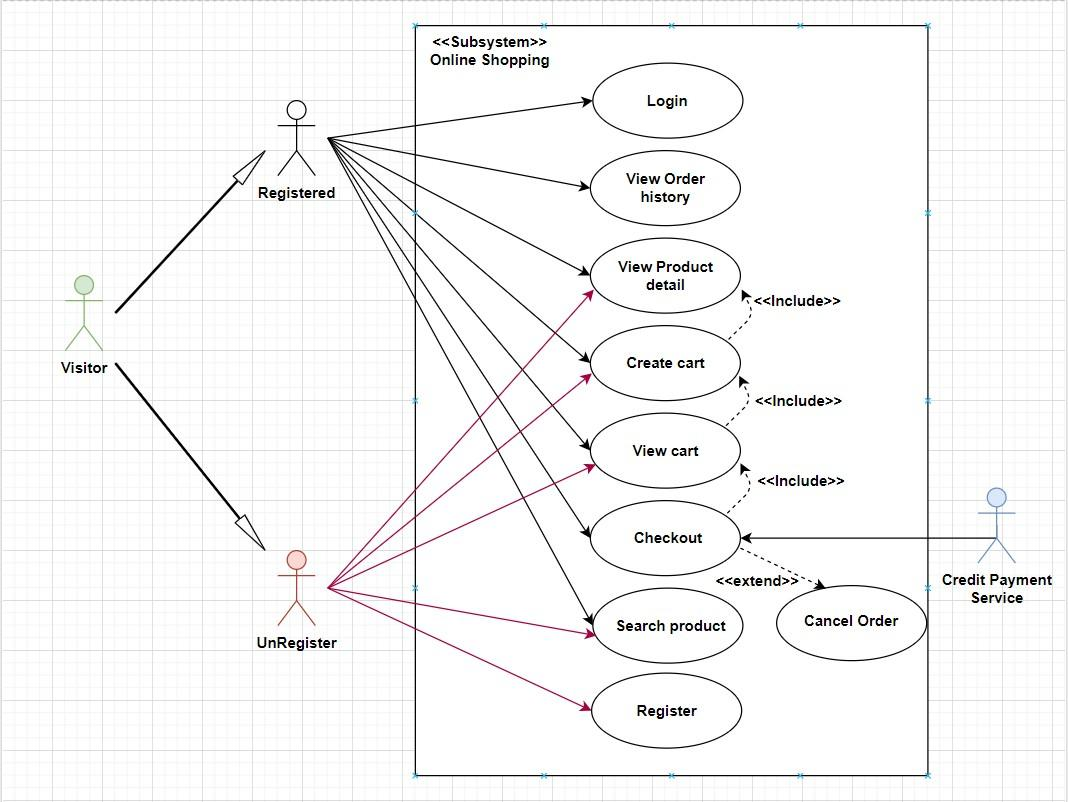 <<Subsystem>>
Online Shopping
Login
Registered
View Order
history
View Product
detail
<<Include>>
Visitor
Create cart
<<Include>>
View cart
<<Include>>
Checkout
<<extend>>
Credit Payment
Service
Cancel Order
Search product
UnRegister
Register